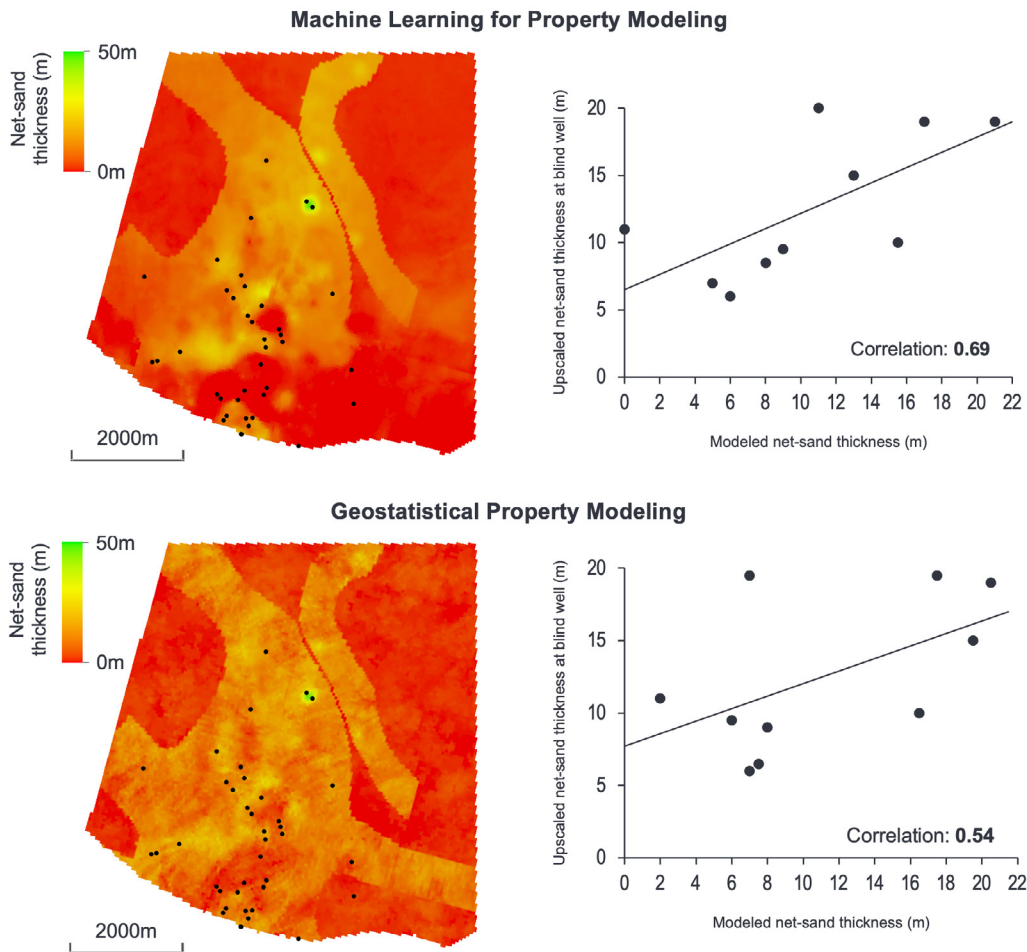 Machine Learning for Property Modeling
Net-sand
thickness (m)
50m
0m
2000m
Upscaled net-sand thickness at blind well (m)
20
15
10
5
0
Correlation: 0.69
0 2 4 6 8 10 12 14 16 18 20 22
Modeled net-sand thickness (m)
Geostatistical Property Modeling
Net-sand
thickness (m)
50m
0m
2000m
Upscaled net-sand thickness at blind well (m)
20
15
10
5
0
Correlation: 0.54
0 2 4 6 8 10 12 14 16 18 20 22
Modeled net-sand thickness (m)